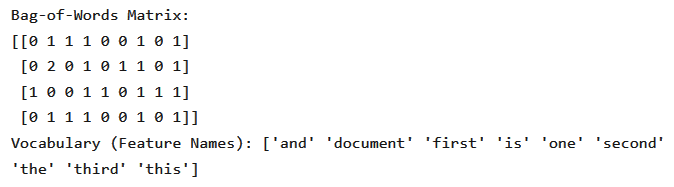 Bag-of-Words Matrix:
[[0 1 1 1 0 0 1 0 1]
 [0 2 0 1 0 1 1 0 1]
 [1 0 0 1 1 0 1 1 1]
 [0 1 1 1 0 0 1 0 1]]
Vocabulary (Feature Names): ['and' 'document' 'first' 'is' 'one' 'second'
'the' 'third' 'this']